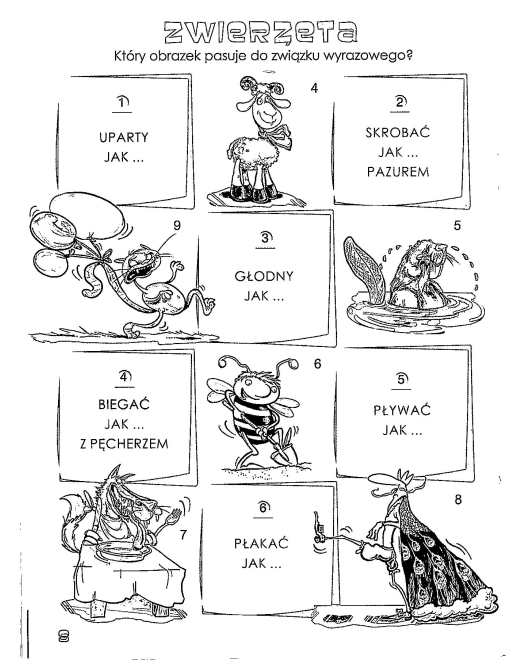 ZWIERZĘTA
Który obrazek pasuje do związku wyrazowego?
4
1
UPARTY
JAK ...
2
SKROBAĆ
JAK ...
PAZUREM
9
3
GŁODNY
JAK ...
5
4
BIEGAĆ
JAK ...
Z PĘCHERZEM
6
5
PŁYWAĆ
JAK ...
7
6
PŁAKAĆ
JAK ...
8
8